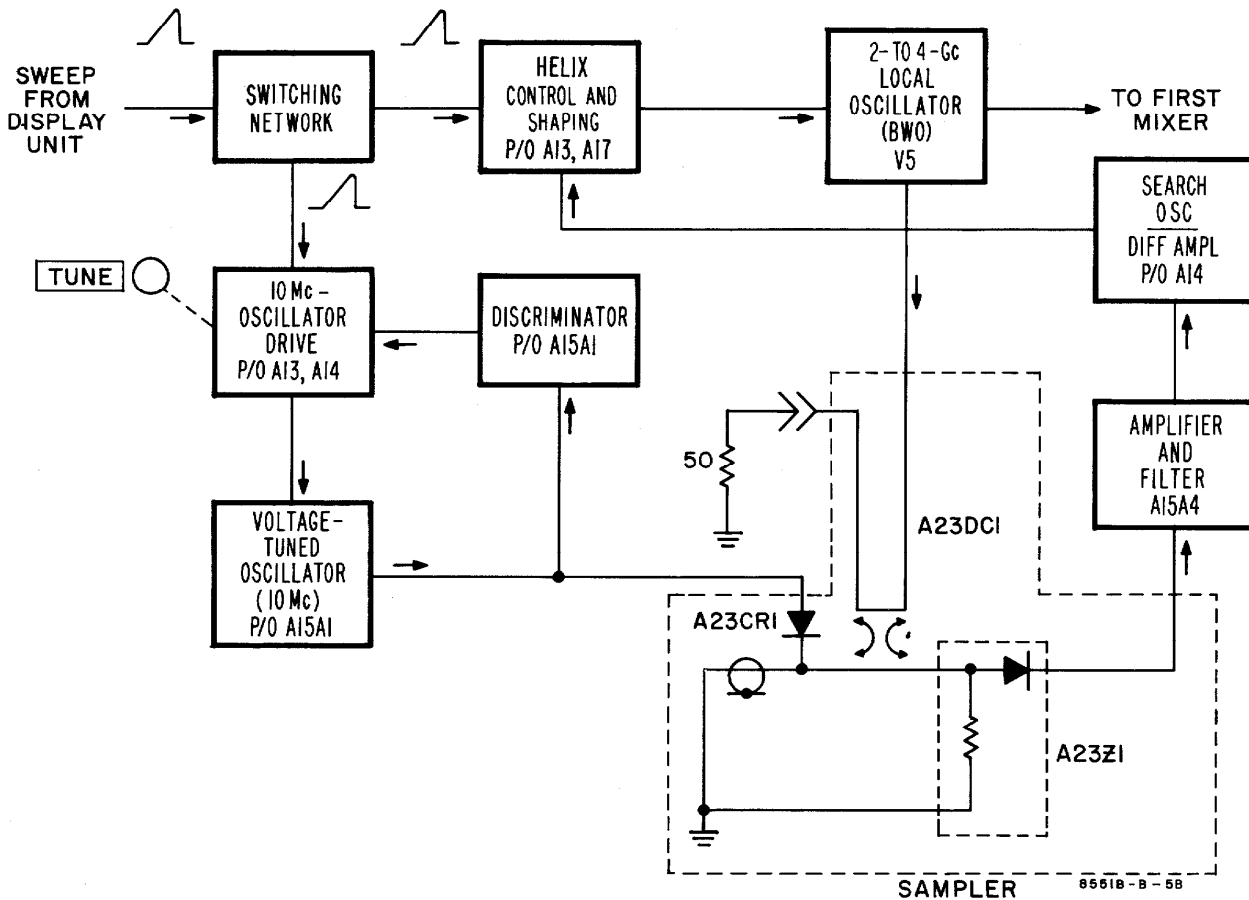 SWEEP
FROM
DISPLAY
UNIT
SWITCHING
NETWORK
HELIX
CONTROL AND
SHAPING
P/O A13, A17
2-TO 4-Gc
LOCAL
OSCILLATOR
(BWO)
V5
TO FIRST
MIXER
SEARCH
OSC
DIFF AMPL
P/O A14
TUNE
10 Mc-
OSCILLATOR
DRIVE
P/O A13, A14
DISCRIMINATOR
P/O A15A1
50
AMPLIFIER
AND
FILTER
A15A4
VOLTAGE-
TUNED
OSCILLATOR
(10 Mc)
P/O A15A1
A23DC1
A23CR1
A23Z1
SAMPLER
8551B-B-5B